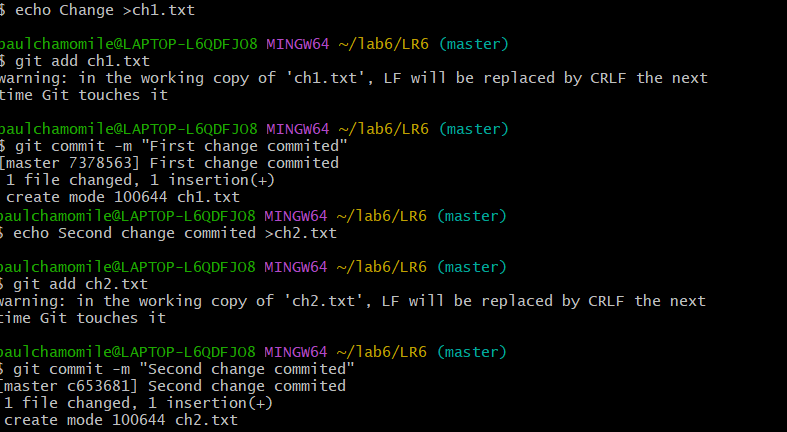 $ echo Change >ch1.txt
paulchamomile@LAPTOP-L6QDFJO8 MINGW64 ~/lab6/LR6 (master)
$ git add ch1.txt
warning: in the working copy of 'ch1.txt', LF will be replaced by CRLF the next
time Git touches it
paulchamomile@LAPTOP-L6QDFJO8 MINGW64 ~/lab6/LR6 (master)
$ git commit -m "First change commited"
[master 7378563] First change commited
1 file changed, 1 insertion(+)
create mode 100644 ch1.txt
paulchamomile@LAPTOP-L6QDFJO8 MINGW64 ~/lab6/LR6 (master)
$ echo Second change commited >ch2.txt
paulchamomile@LAPTOP-L6QDFJO8 MINGW64 ~/lab6/LR6 (master)
$ git add ch2.txt
warning: in the working copy of 'ch2.txt', LF will be replaced by CRLF the next
time Git touches it
paulchamomile@LAPTOP-L6QDFJO8 MINGW64 ~/lab6/LR6 (master)
$ git commit -m "Second change commited"
[master c653681] Second change commited
1 file changed, 1 insertion(+)
create mode 100644 ch2.txt